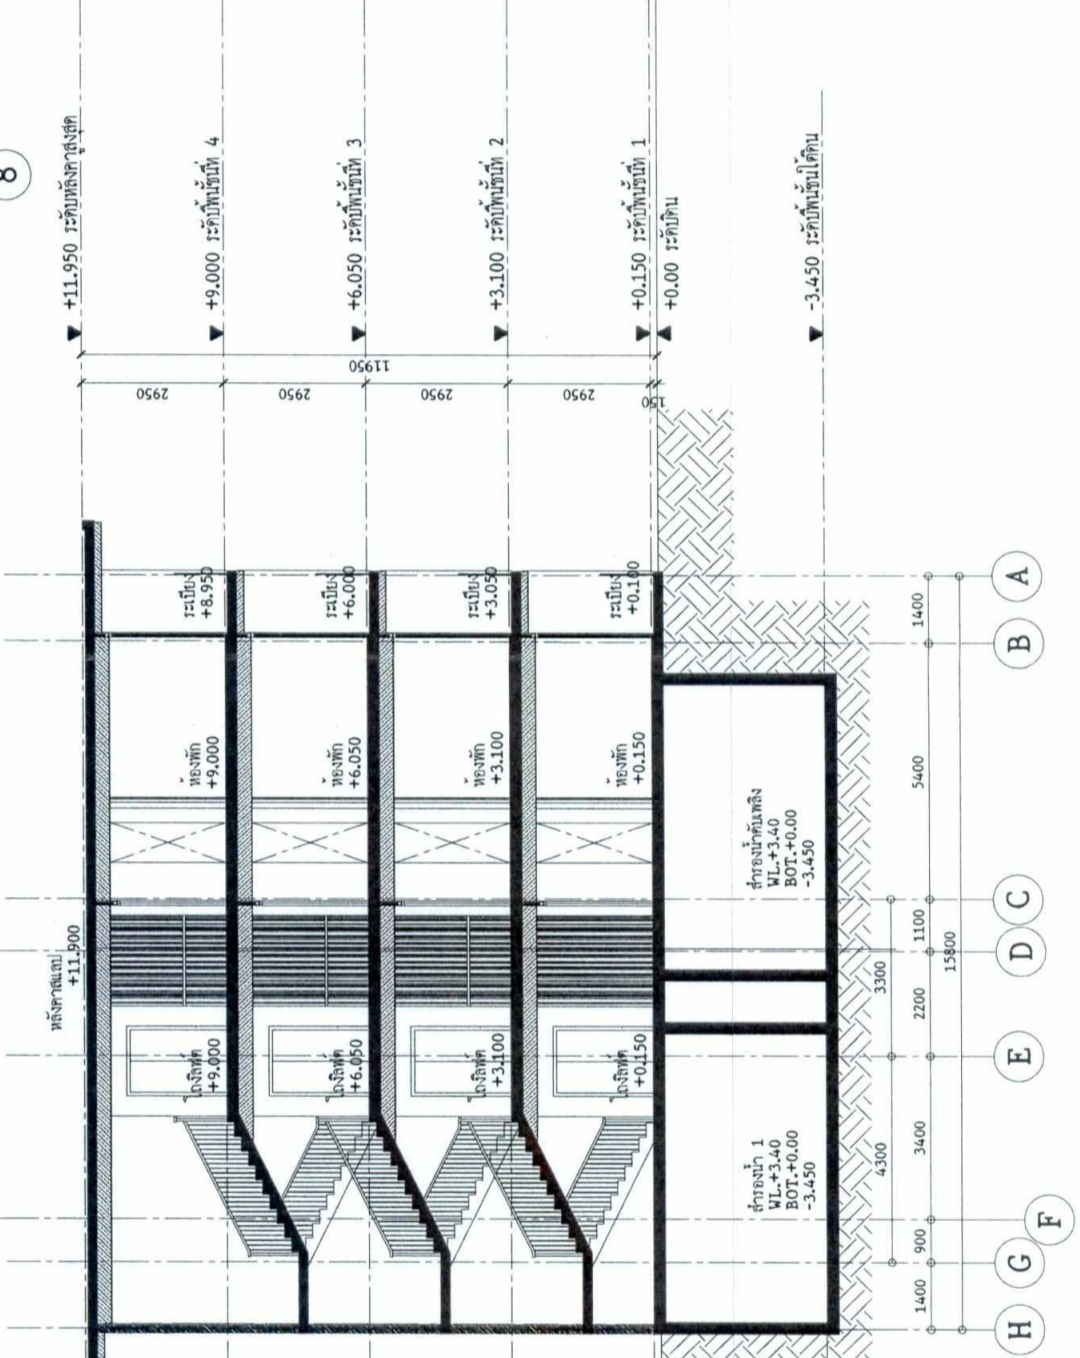 8
+11.950 ระดับหลังคาสูงสุด
+9.000 ระดับพื้นชั้นที่ 4
+6.050 ระดับพื้นชั้นที่ 3
+3.100 ระดับพื้นชั้นที่ 2
+0.150 ระดับพื้นชั้นที่ 1
+0.00 ระดับดิน
-3.450 ระดับพื้นชั้นใต้ดิน
11950
2950
2950
2950
2950
150
หลังคาสแลป
+11.900
โถงลิฟต์
+9.000
ห้องพัก
+9.000
ระเบียง
+8.950
โถงลิฟต์
+6.050
ห้องพัก
+6.050
ระเบียง
+6.000
โถงลิฟต์
+3.100
ห้องพัก
+3.100
ระเบียง
+3.050
โถงลิฟต์
+0.150
ห้องพัก
+0.150
ระเบียง
+0.100
สำรองน้ำ 1
WL.+3.40
BOT.+0.00
-3.450
สำรองน้ำดับเพลิง
WL.+3.40
BOT.+0.00
-3.450
4300
3300
1400
900
3400
2200
1100
5400
1400
15800
H
G
F
E
D
C
B
A